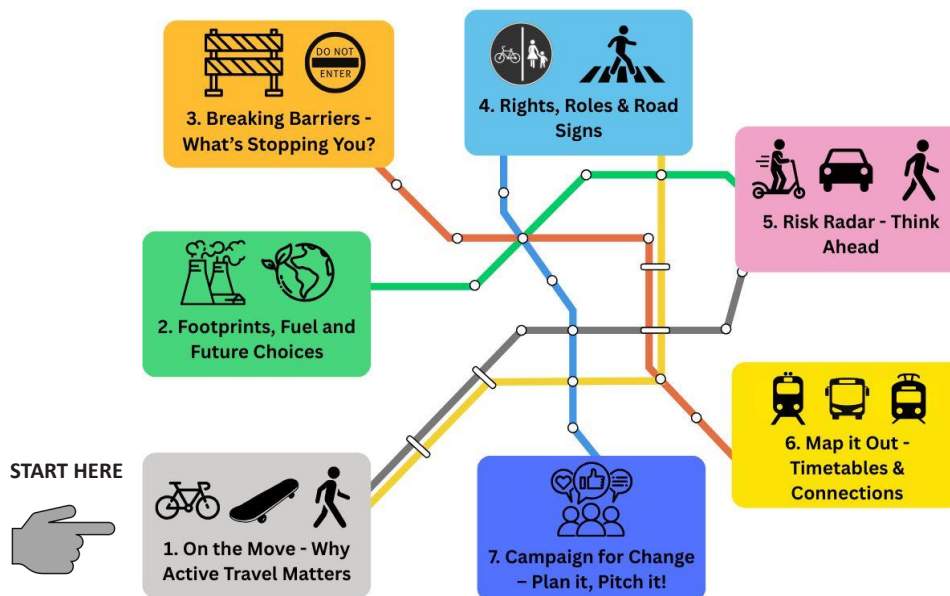 DO NOT
ENTER
3. Breaking Barriers -
What's Stopping You?
4. Rights, Roles & Road
Signs
5. Risk Radar - Think
Ahead
2. Footprints, Fuel and
Future Choices
6. Map it Out -
Timetables &
Connections
START HERE
1. On the Move - Why
Active Travel Matters
7. Campaign for Change
– Plan it, Pitch it!